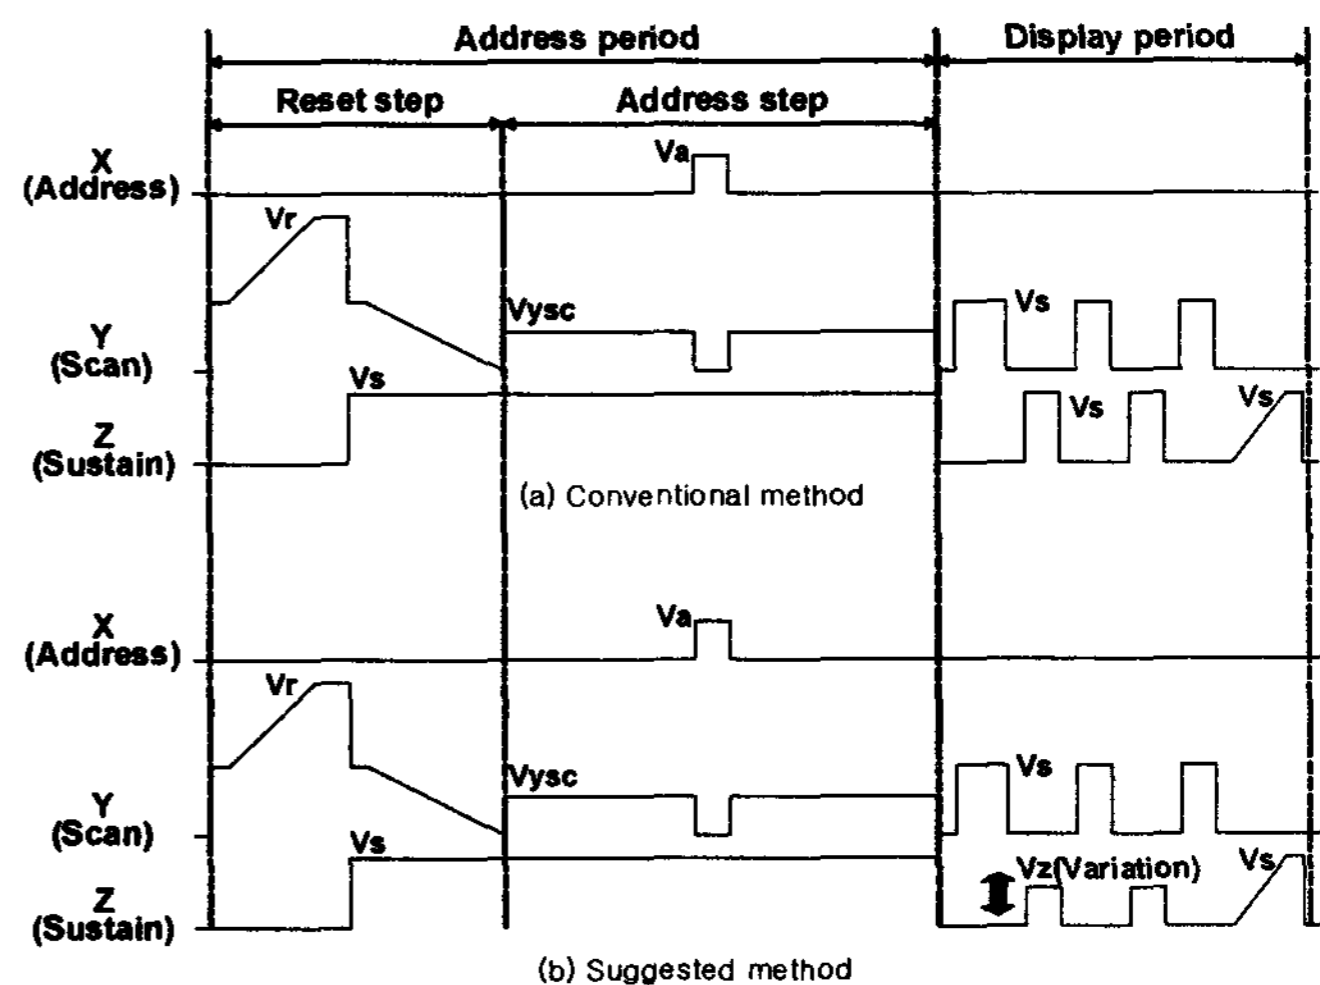 Address period
Display period
Reset step
Address step
X
(Address)
Va
Vr
Y
(Scan)
Vysc
Vs
Vs
Z
(Sustain)
Vs
Vs
(a) Conventional method
X
(Address)
Va
Vr
Y
(Scan)
Vysc
Vs
Vs
Z
(Sustain)
Vz(Variation)
Vs
(b) Suggested method